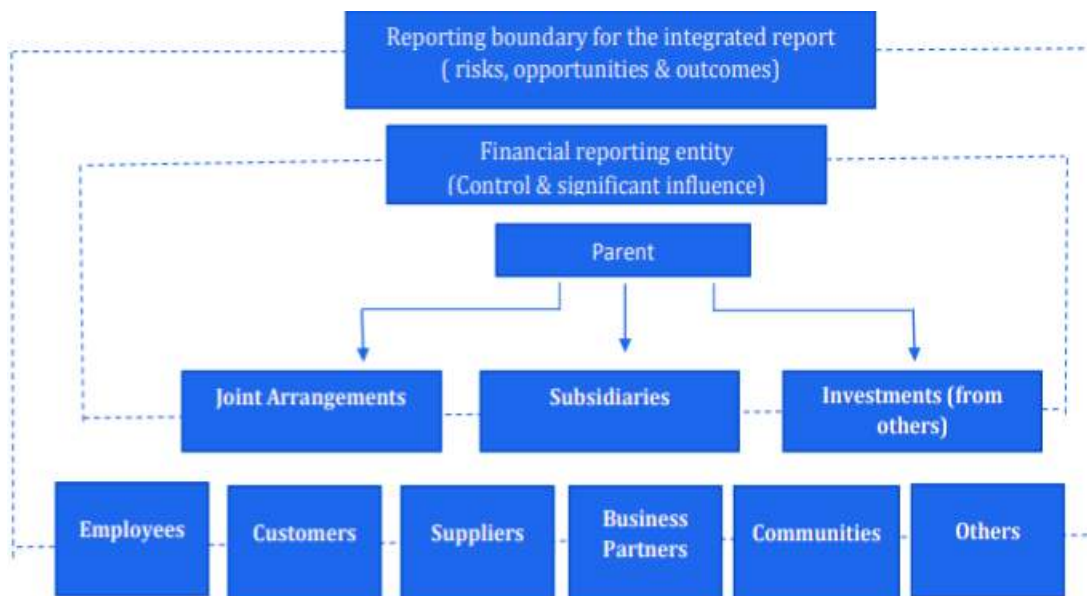 Reporting boundary for the integrated report
( risks, opportunities & outcomes)
Financial reporting entity
(Control & significant influence)
Parent
Joint Arrangements
Subsidiaries
Investments (from
others)
Employees
Customers
Suppliers
Business
Partners
Communities
Others